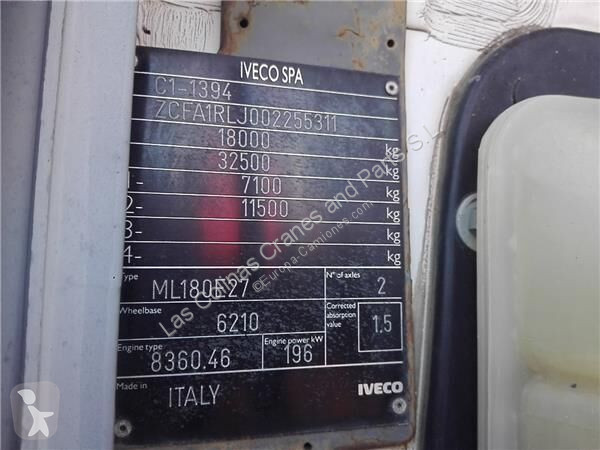 IVECO SPA
C1-1394
ZCFA1RLJ002255311
18000 kg
32500 kg
1- 7100 kg
2- 11500 kg
3- kg
4- kg
Type
ML180E27
N° of axles
2
Wheelbase
6210
Corrected absorption value
1.5
Engine type
8360.46
Engine power kW
196
Made in
ITALY
IVECO
Las Colinas Cranes and Parts S.L
©Europa-Camiones.com